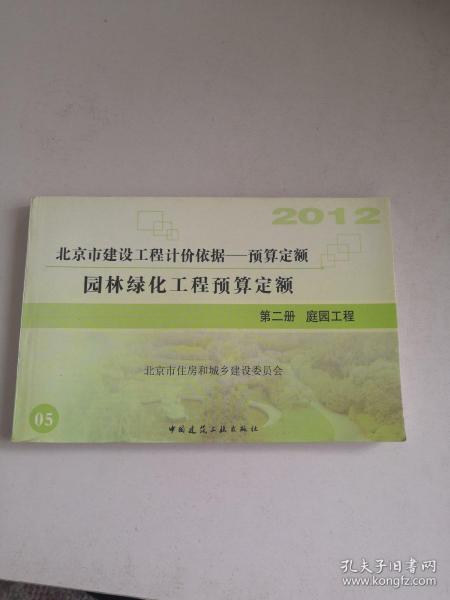 2012
北京市建设工程计价依据——预算定额
园林绿化工程预算定额
第二册 庭园工程
北京市住房和城乡建设委员会
05
中国建筑工业出版社
孔夫子旧书网
www.kongfz.com